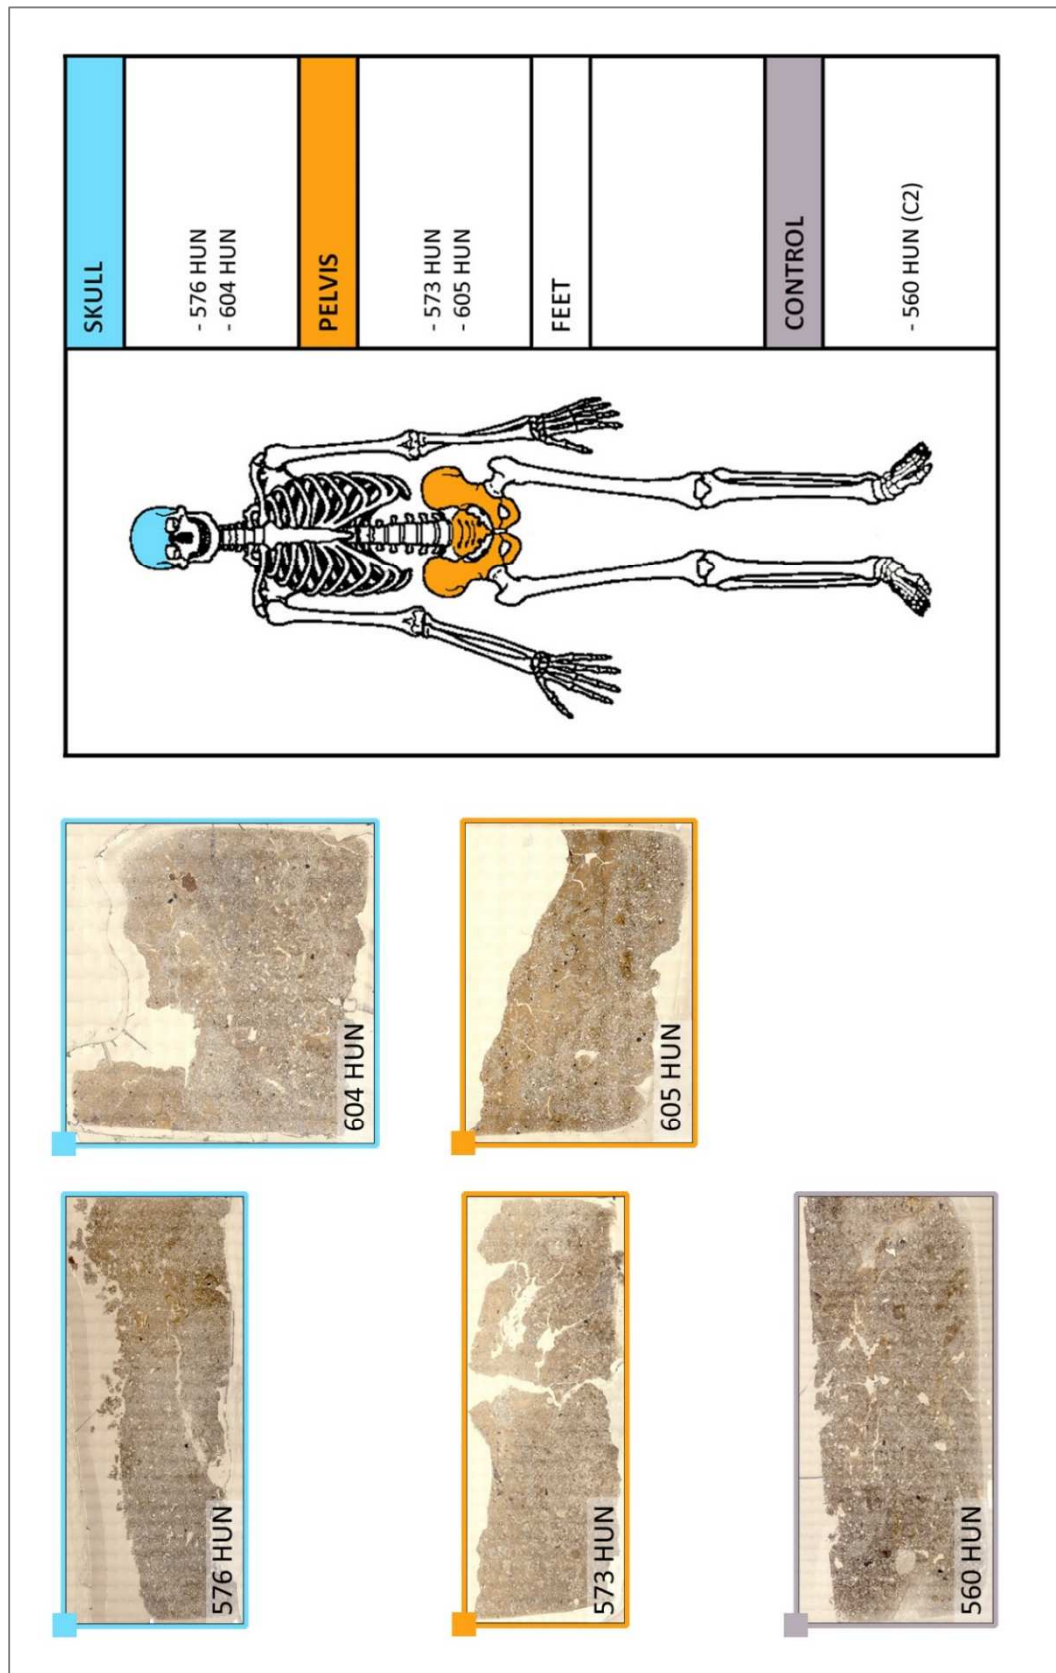 576 HUN
604 HUN
573 HUN
605 HUN
560 HUN
SKULL
- 576 HUN
- 604 HUN
PELVIS
- 573 HUN
- 605 HUN
FEET
CONTROL
- 560 HUN (C2)